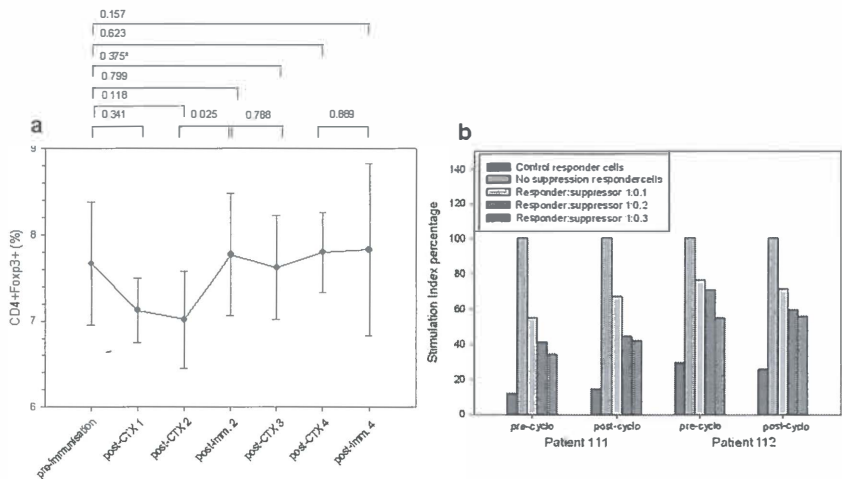 0.157
0.623
0.375*
0.799
0.118
0.341
0.025
0.788
0.869
a
9
8
7
6
CD4+Foxp3+ (%)
pre-Immunisation
post-CTX 1
post-CTX 2
post-Imm. 2
post-CTX 3
post-CTX 4
post-Imm. 4
b
Control responder cells
No suppression respondercells
Responder:suppressor 1:0.1
Responder:suppressor 1:0.2
Responder:suppressor 1:0.3
140
120
100
80
60
40
20
0
Stimulation Index percentage
pre-cyclo
post-cyclo
pre-cyclo
post-cyclo
Patient 111
Patient 112